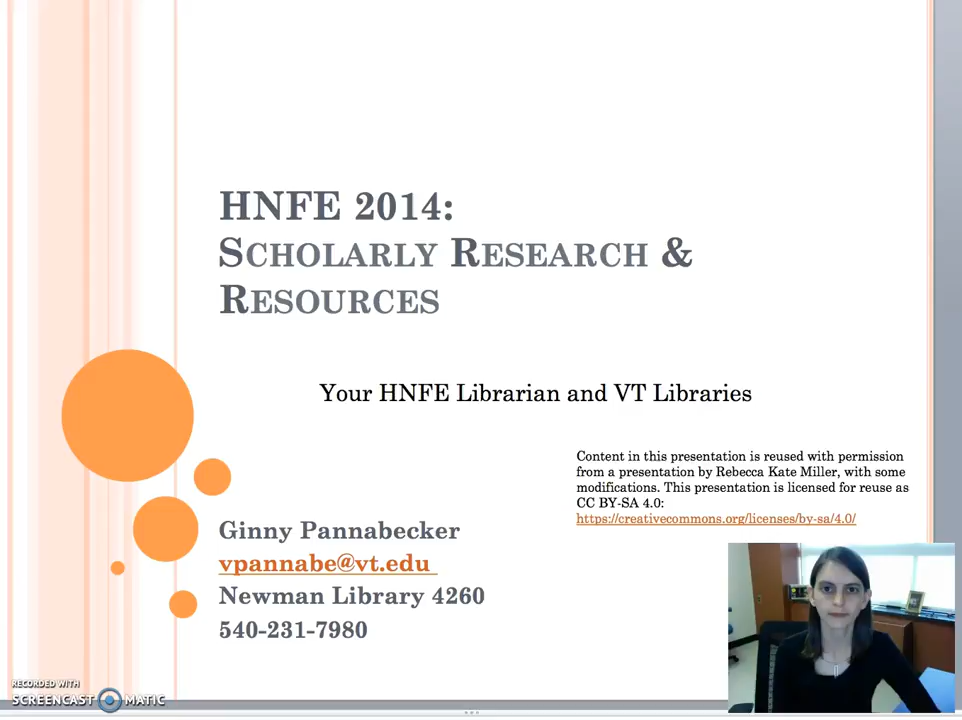 HNFE 2014:
SCHOLARLY RESEARCH &
RESOURCES
Your HNFE Librarian and VT Libraries
Content in this presentation is reused with permission
from a presentation by Rebecca Kate Miller, with some
modifications. This presentation is licensed for reuse as
CC BY-SA 4.0:
https://creativecommons.org/licenses/by-sa/4.0/
Ginny Pannabecker
vpannabe@vt.edu
Newman Library 4260
540-231-7980
RECORDED WITH
SCREENCAST MATIC